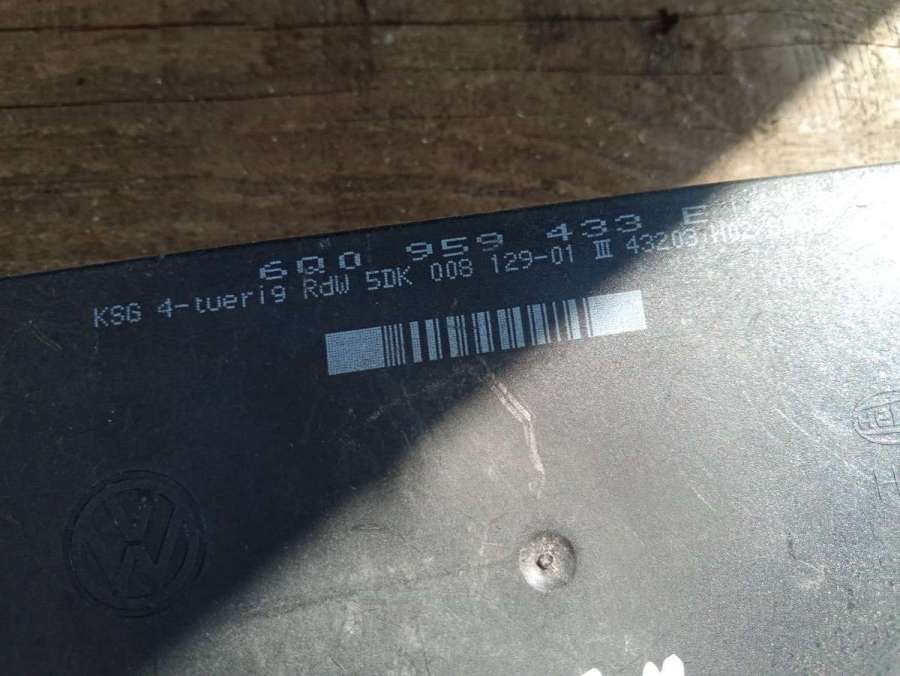 6Q0 959 433 E
KSG 4-tuerig RdW 5DK 008 129-01 III 43203